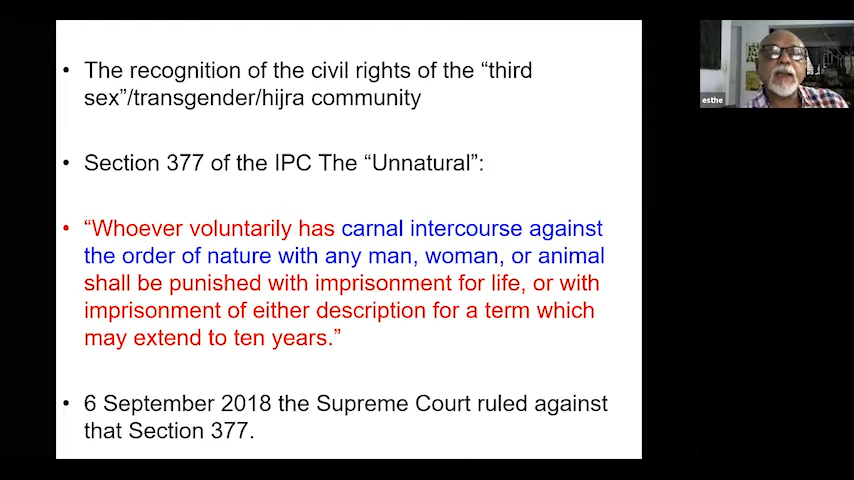 • The recognition of the civil rights of the “third
sex”/transgender/hijra community
• Section 377 of the IPC The “Unnatural”:
• “Whoever voluntarily has carnal intercourse against
the order of nature with any man, woman, or animal
shall be punished with imprisonment for life, or with
imprisonment of either description for a term which
may extend to ten years.”
• 6 September 2018 the Supreme Court ruled against
that Section 377.
esthe